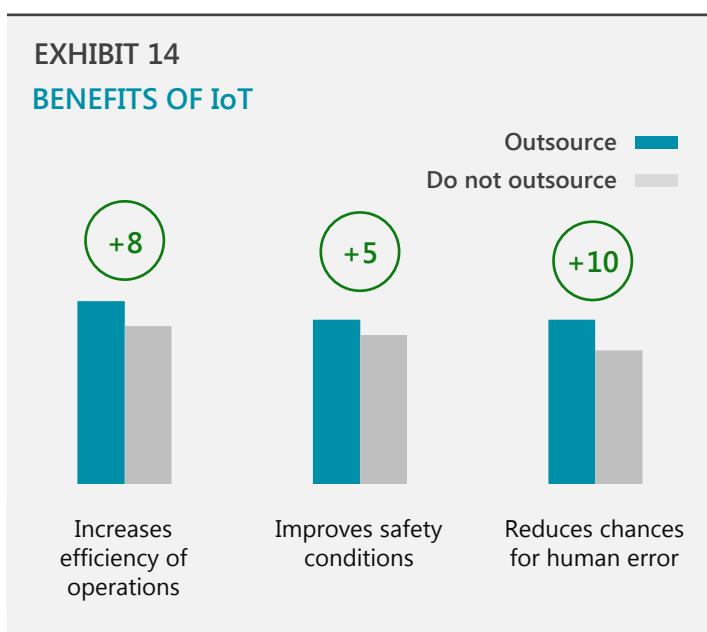 EXHIBIT 14
BENEFITS OF IoT
Outsource
Do not outsource
+8
+5
+10
Increases
efficiency of
operations
Improves safety
conditions
Reduces chances
for human error